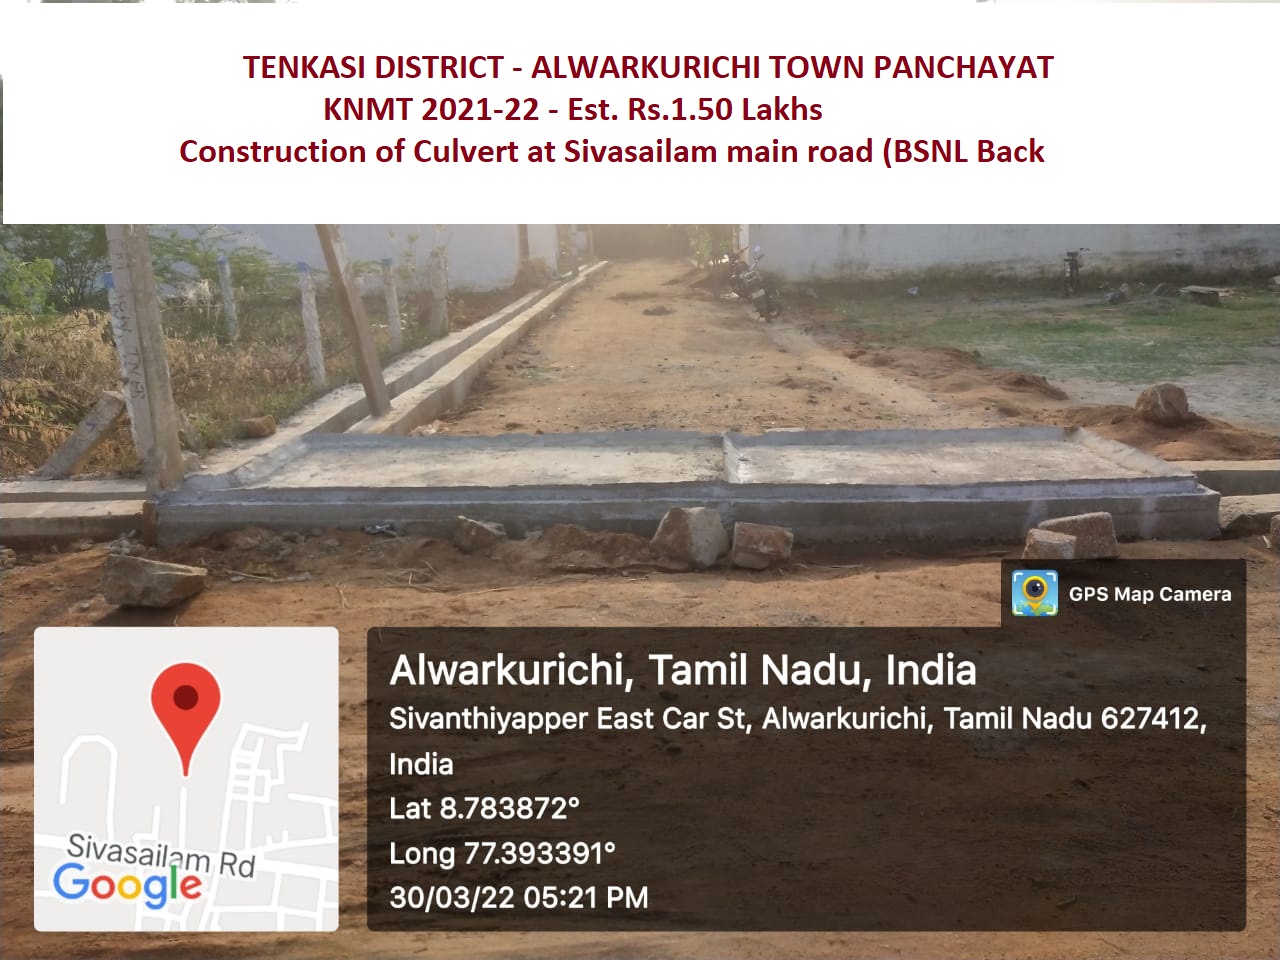 TENKASI DISTRICT - ALWARKURICHI TOWN PANCHAYAT
KNMT 2021-22 - Est. Rs.1.50 Lakhs
Construction of Culvert at Sivasailam main road (BSNL Back
GPS Map Camera
Alwarkurichi, Tamil Nadu, India
Sivanthiyapper East Car St, Alwarkurichi, Tamil Nadu 627412,
India
Lat 8.783872°
Long 77.393391°
30/03/22 05:21 PM
Sivasailam Rd
Google